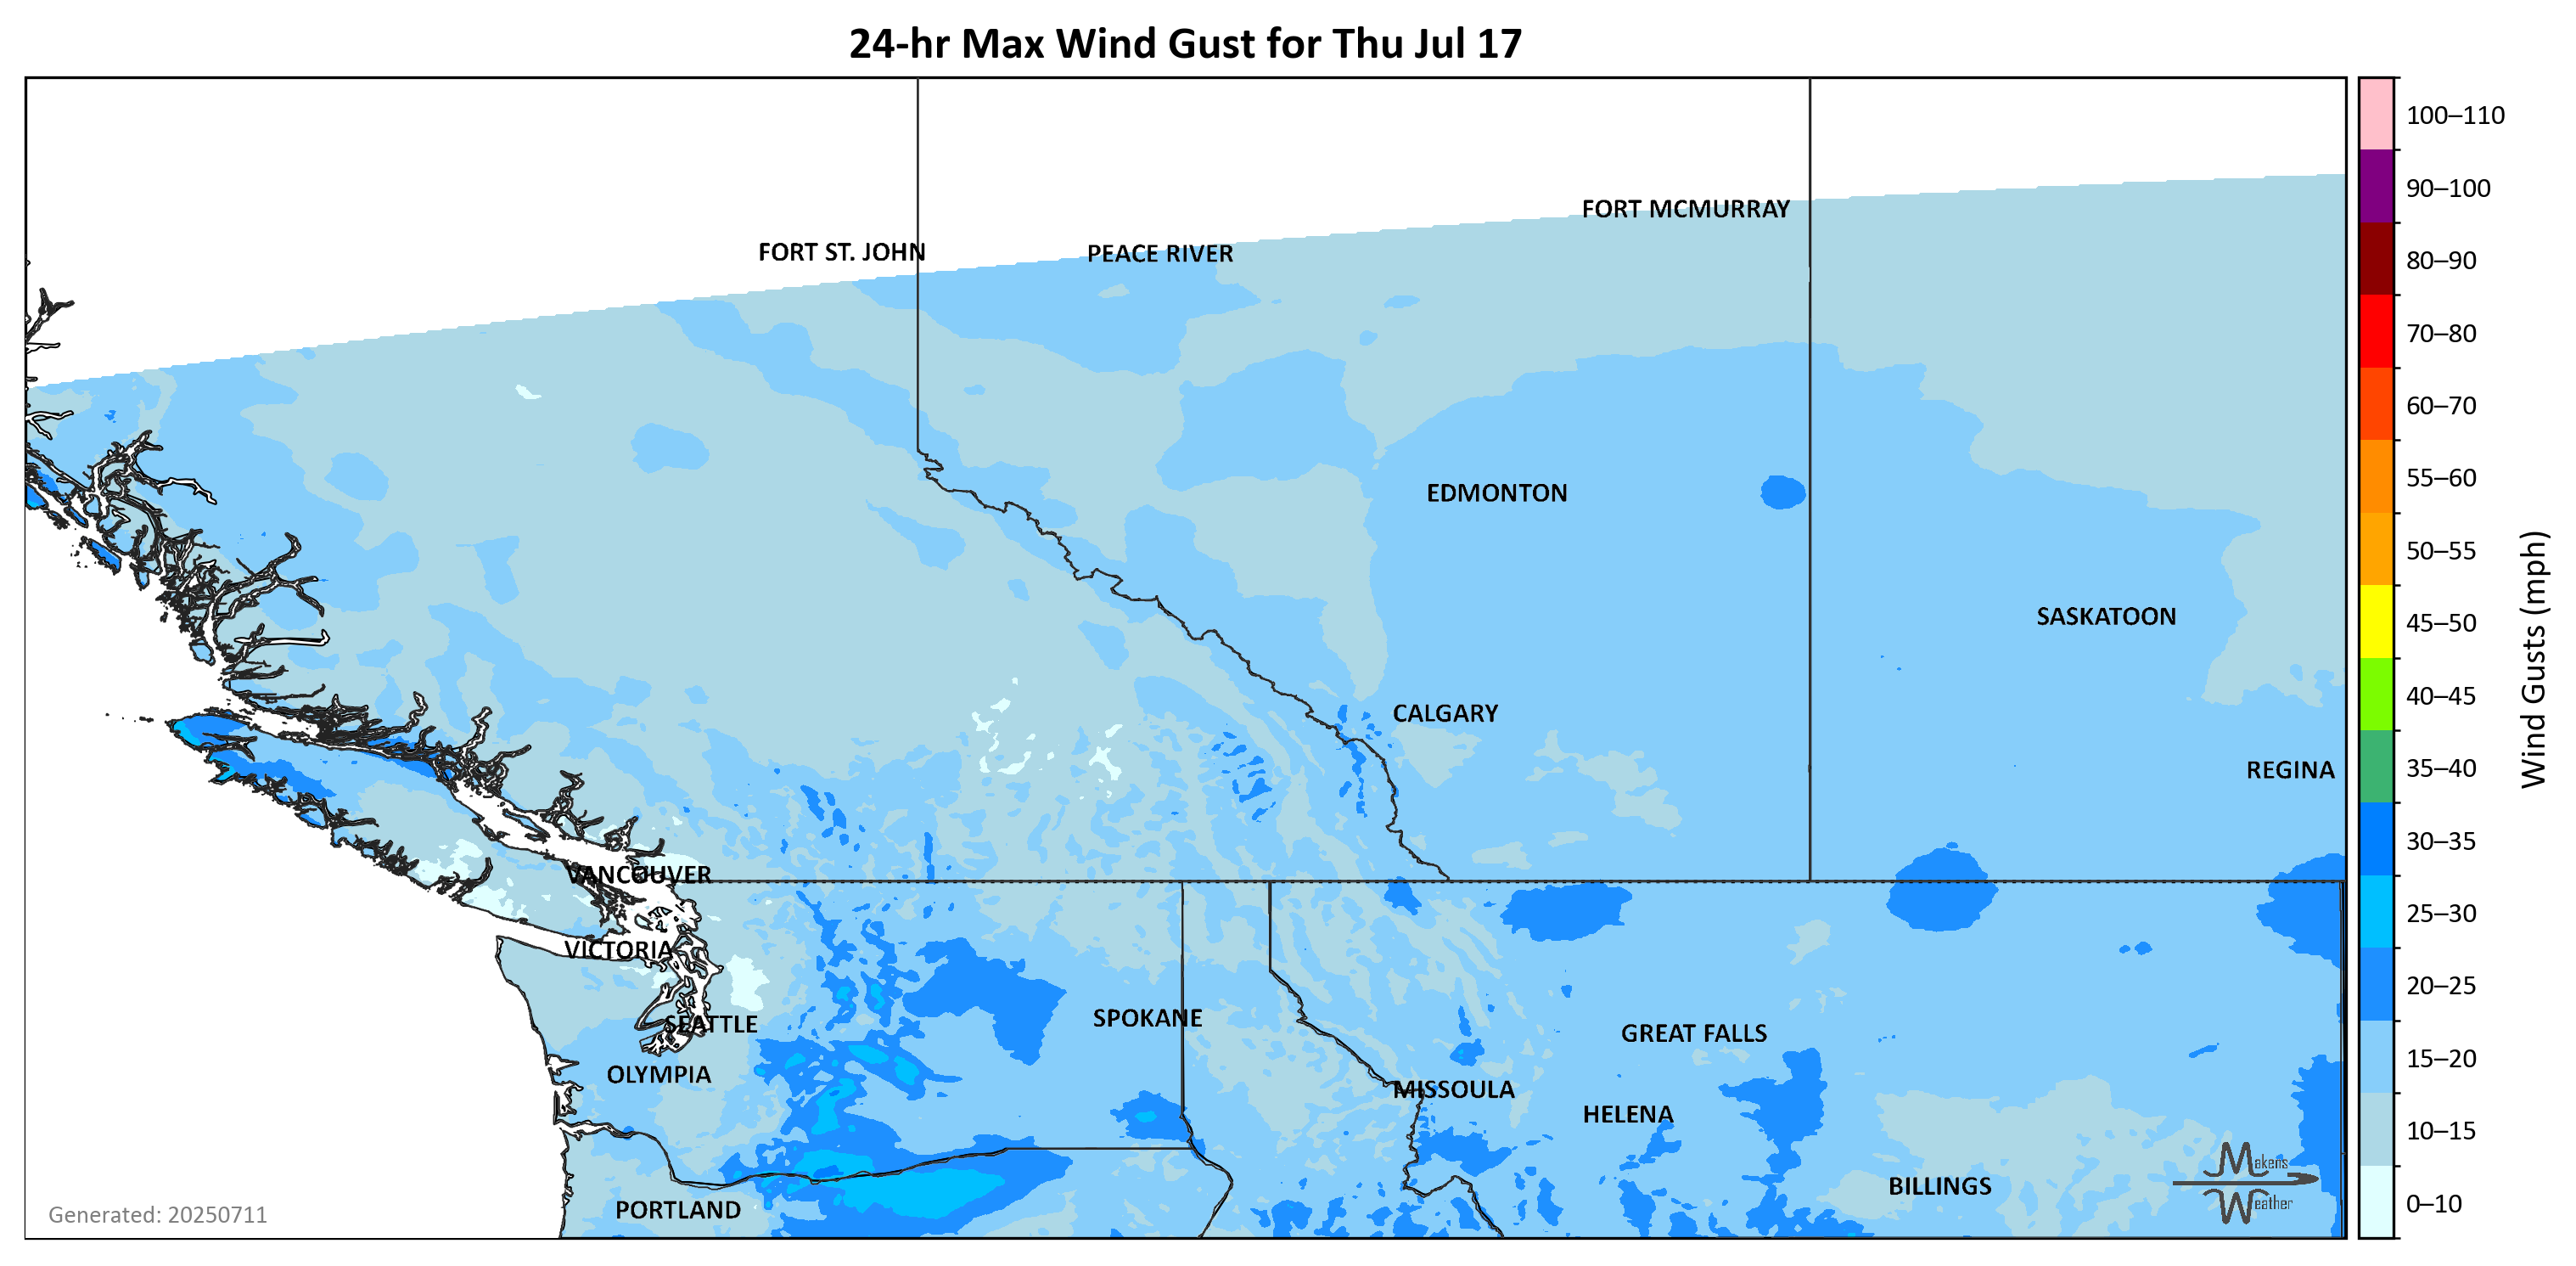 24-hr Max Wind Gust for Thu Jul 17
100–110
90–100
80–90
70–80
60–70
55–60
50–55
45–50
40–45
35–40
30–35
25–30
20–25
15–20
10–15
0–10
Wind Gusts (mph)
FORT MCMURRAY
FORT ST. JOHN
PEACE RIVER
EDMONTON
SASKATOON
CALGARY
REGINA
VANCOUVER
VICTORIA
SEATTLE
SPOKANE
GREAT FALLS
OLYMPIA
MISSOULA
HELENA
BILLINGS
PORTLAND
Makens
Weather
Generated: 20250711